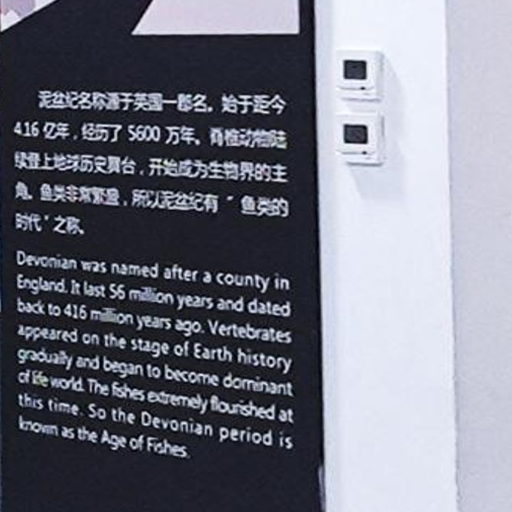 泥盆纪名称源于英国一郡名。始于距今
4.16 亿年，经历了 5600 万年。脊椎动物陆
续登上地球历史舞台，开始成为生物界的主
角。鱼类非常繁盛，所以泥盆纪有“鱼类的
时代”之称。
Devonian was named after a county in
England. It last 56 million years and dated
back to 416 million years ago. Vertebrates
appeared on the stage of Earth history
gradually and began to become dominant
of life world. The fishes extremely flourished at
this time. So the Devonian period is
known as the Age of Fishes.